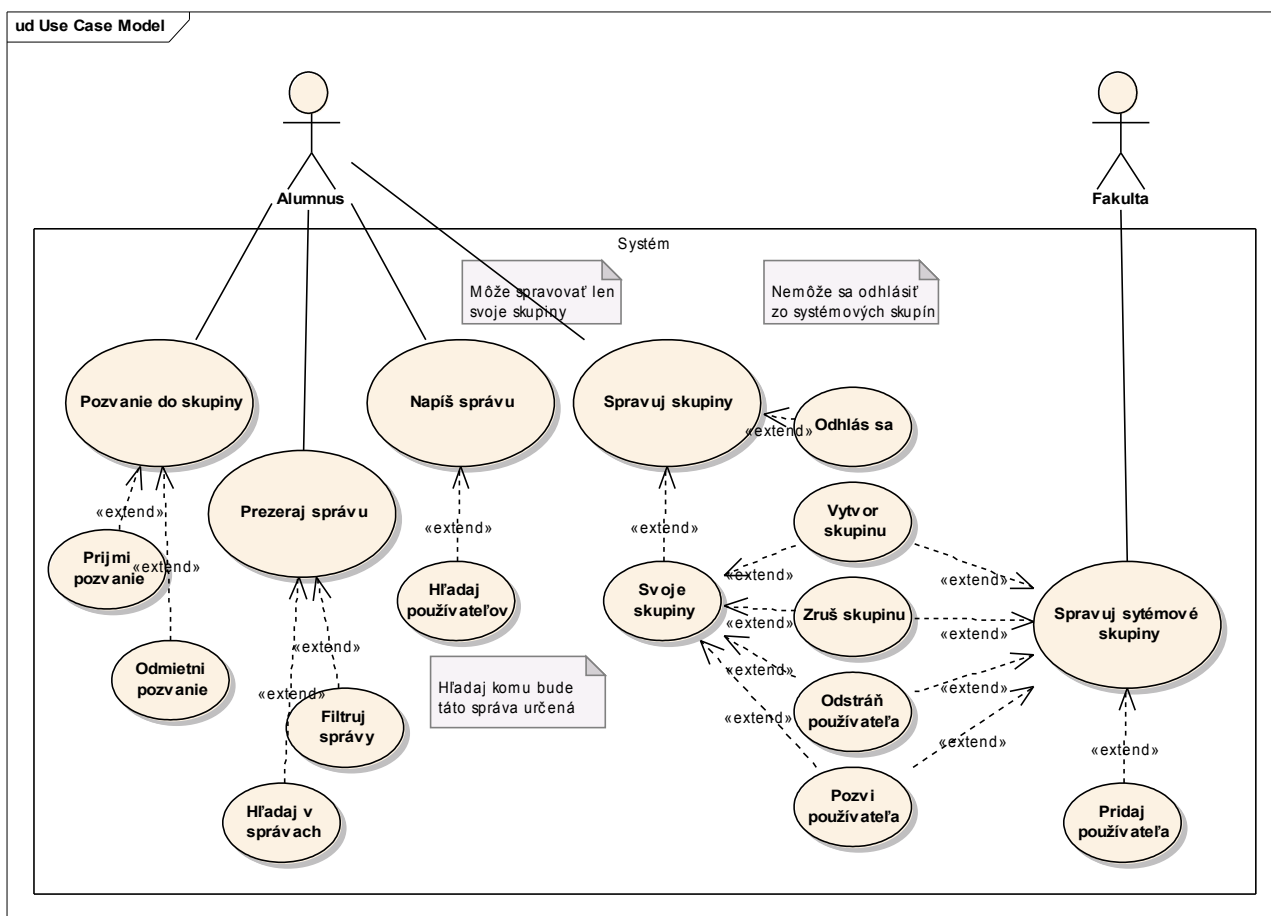 ud Use Case Model
Alumnus
Fakulta
Systém
Môže spravovať len
svoje skupiny
Nemôže sa odhlásiť
zo systémových skupín
Pozvanie do skupiny
Napíš správu
Spravuj skupiny
Odhlás sa
«extend»
Prezeraj správu
«extend»
«extend»
«extend»
Vytvor
skupinu
Prijmi
pozvanie
«extend»
Hľadaj
používateľov
Svoje
skupiny
«extend»
«extend»
Zruš skupinu
«extend»
«extend»
Spravuj sytémové
skupiny
«extend»
Odmietni
pozvanie
«extend»
«extend»
Hľadaj komu bude
táto správa určená
«extend»
Filtruj
správy
Odstráň
používateľa
«extend»
«extend»
«extend»
Hľadaj v
správach
Pozvi
používateľa
Pridaj
používateľa